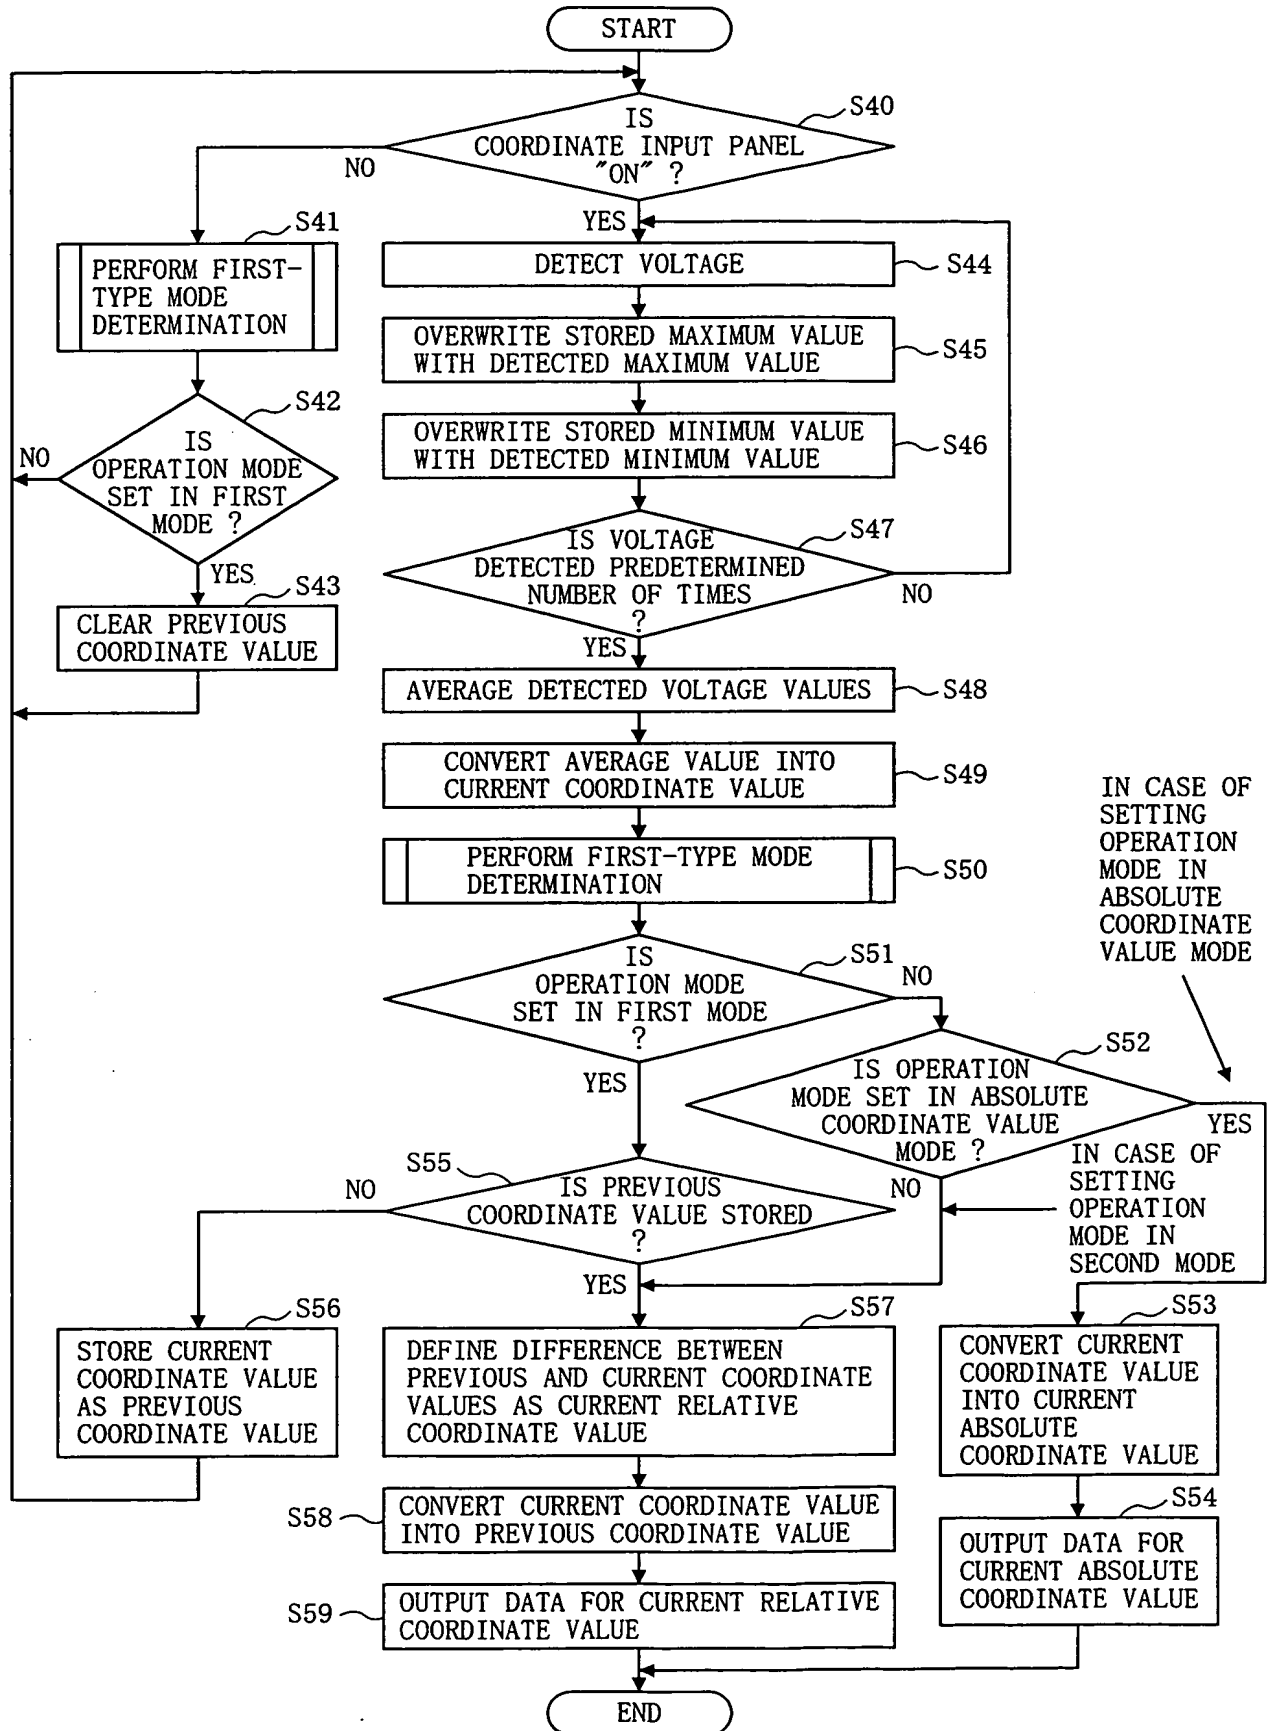 START
S40
IS
COORDINATE INPUT PANEL
"ON" ?
NO
YES
S41
PERFORM FIRST-
TYPE MODE
DETERMINATION
S42
IS
OPERATION MODE
SET IN FIRST
MODE ?
NO
YES
S43
CLEAR PREVIOUS
COORDINATE VALUE
DETECT VOLTAGE
S44
OVERWRITE STORED MAXIMUM VALUE
WITH DETECTED MAXIMUM VALUE
S45
OVERWRITE STORED MINIMUM VALUE
WITH DETECTED MINIMUM VALUE
S46
IS VOLTAGE
DETECTED PREDETERMINED
NUMBER OF TIMES
?
S47
NO
YES
AVERAGE DETECTED VOLTAGE VALUES
S48
CONVERT AVERAGE VALUE INTO
CURRENT COORDINATE VALUE
S49
PERFORM FIRST-TYPE MODE
DETERMINATION
S50
IS
OPERATION MODE
SET IN FIRST MODE
?
S51
NO
YES
IN CASE OF
SETTING
OPERATION
MODE IN
ABSOLUTE
COORDINATE
VALUE MODE
S52
IS OPERATION
MODE SET IN ABSOLUTE
COORDINATE VALUE
MODE ?
YES
NO
IN CASE OF
SETTING
OPERATION
MODE IN
SECOND MODE
S55
IS PREVIOUS
COORDINATE VALUE STORED
?
NO
YES
S56
STORE CURRENT
COORDINATE VALUE
AS PREVIOUS
COORDINATE VALUE
S57
DEFINE DIFFERENCE BETWEEN
PREVIOUS AND CURRENT COORDINATE
VALUES AS CURRENT RELATIVE
COORDINATE VALUE
S53
CONVERT CURRENT
COORDINATE VALUE
INTO CURRENT
ABSOLUTE
COORDINATE VALUE
S58
CONVERT CURRENT COORDINATE VALUE
INTO PREVIOUS COORDINATE VALUE
S54
OUTPUT DATA FOR
CURRENT ABSOLUTE
COORDINATE VALUE
S59
OUTPUT DATA FOR CURRENT RELATIVE
COORDINATE VALUE
END